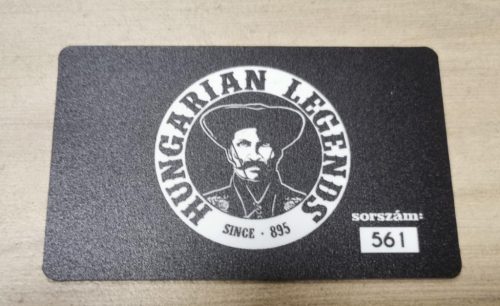 HUNGARIAN LEGENDS
SINCE · 895
sorszám:
561